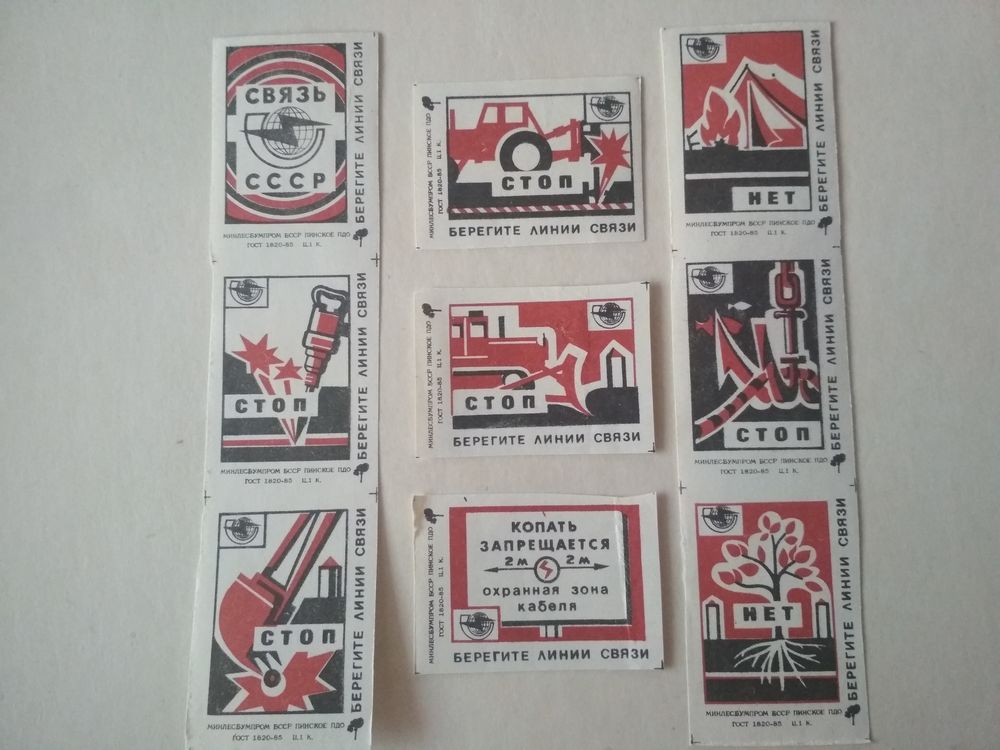 СВЯЗЬ
СССР
БЕРЕГИТЕ ЛИНИИ СВЯЗИ
МИНЛЕСБУМПРОМ БССР ПИНСКОЕ ПДО
ГОСТ 1820-85 Ц.1 К.
СТОП
БЕРЕГИТЕ ЛИНИИ СВЯЗИ
МИНЛЕСБУМПРОМ БССР ПИНСКОЕ ПДО
ГОСТ 1820-85 Ц.1 К.
СТОП
БЕРЕГИТЕ ЛИНИИ СВЯЗИ
МИНЛЕСБУМПРОМ БССР ПИНСКОЕ ПДО
ГОСТ 1820-85 Ц.1 К.
МИНЛЕСБУМПРОМ БССР ПИНСКОЕ ПДО
ГОСТ 1820-85 Ц.1 К.
СТОП
БЕРЕГИТЕ ЛИНИИ СВЯЗИ
МИНЛЕСБУМПРОМ БССР ПИНСКОЕ ПДО
ГОСТ 1820-85 Ц.1 К.
СТОП
БЕРЕГИТЕ ЛИНИИ СВЯЗИ
МИНЛЕСБУМПРОМ БССР ПИНСКОЕ ПДО
ГОСТ 1820-85 Ц.1 К.
КОПАТЬ
ЗАПРЕЩАЕТСЯ
2м 2м
охранная зона
кабеля
БЕРЕГИТЕ ЛИНИИ СВЯЗИ
НЕТ
БЕРЕГИТЕ ЛИНИИ СВЯЗИ
МИНЛЕСБУМПРОМ БССР ПИНСКОЕ ПДО
ГОСТ 1820-85 Ц.1 К.
СТОП
БЕРЕГИТЕ ЛИНИИ СВЯЗИ
МИНЛЕСБУМПРОМ БССР ПИНСКОЕ ПДО
ГОСТ 1820-85 Ц.1 К.
НЕТ
БЕРЕГИТЕ ЛИНИИ СВЯЗИ
МИНЛЕСБУМПРОМ БССР ПИНСКОЕ ПДО
ГОСТ 1820-85 Ц.1 К.